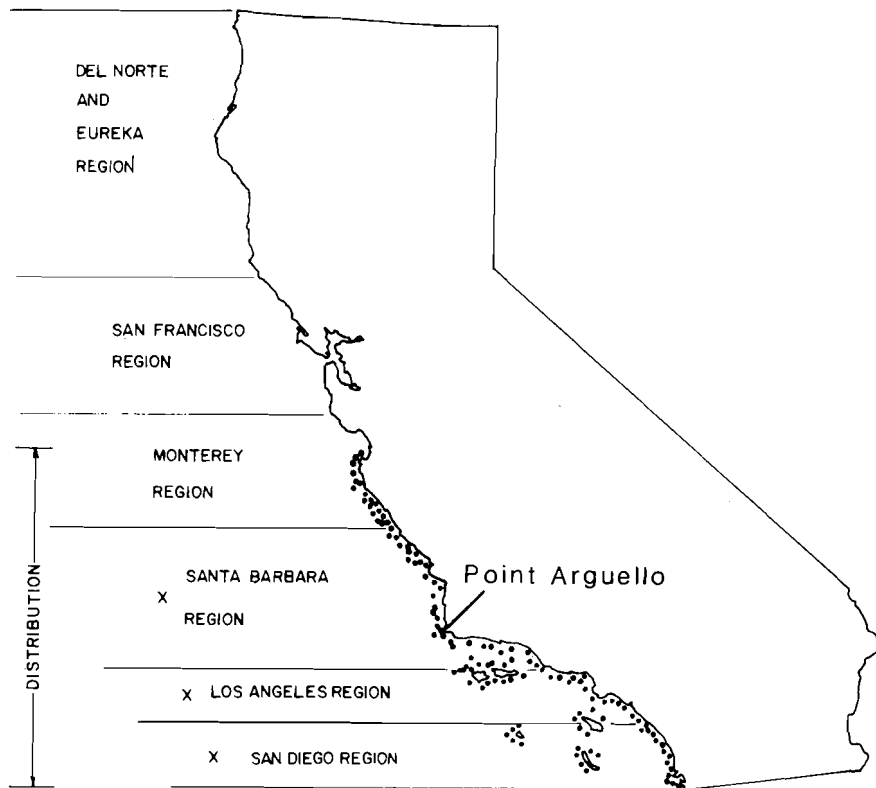 DEL NORTE
AND
EUREKA
REGION
SAN FRANCISCO
REGION
MONTEREY
REGION
DISTRIBUTION
X SANTA BARBARA
REGION
Point Arguello
X LOS ANGELES REGION
X SAN DIEGO REGION